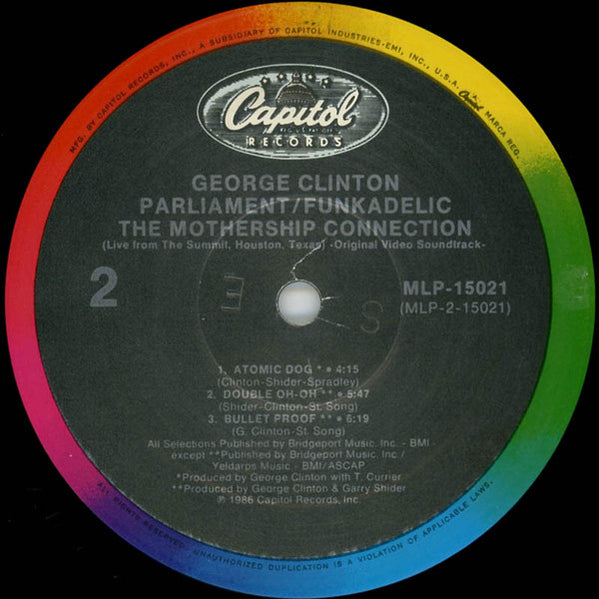 MFG. BY CAPITOL RECORDS, INC., A SUBSIDIARY OF CAPITOL INDUSTRIES-EMI, INC., U.S.A. Capitol MARCA REG.
Capitol
RECORDS
GEORGE CLINTON
PARLIAMENT/FUNKADELIC
THE MOTHERSHIP CONNECTION
(Live from The Summit, Houston, Texas) -Original Video Soundtrack-
2
MLP-15021
(MLP-2-15021)
1. ATOMIC DOG * • 4:15
(Clinton-Shider-Spradley)
2. DOUBLE OH-OH ** • 5:47
(Shider-Clinton-St. Song)
3. BULLET PROOF ** • 6:19
(G. Clinton-St. Song)
All Selections Published by Bridgeport Music. Inc. - BMI -
except **Published by Bridgeport Music. Inc /
Yeldarps Music - BMI/ASCAP
*Produced by George Clinton with T. Currier
**Produced by George Clinton & Garry Shider
℗ 1986 Capitol Records, Inc.
ALL RIGHTS RESERVED. UNAUTHORIZED DUPLICATION IS A VIOLATION OF APPLICABLE LAWS.